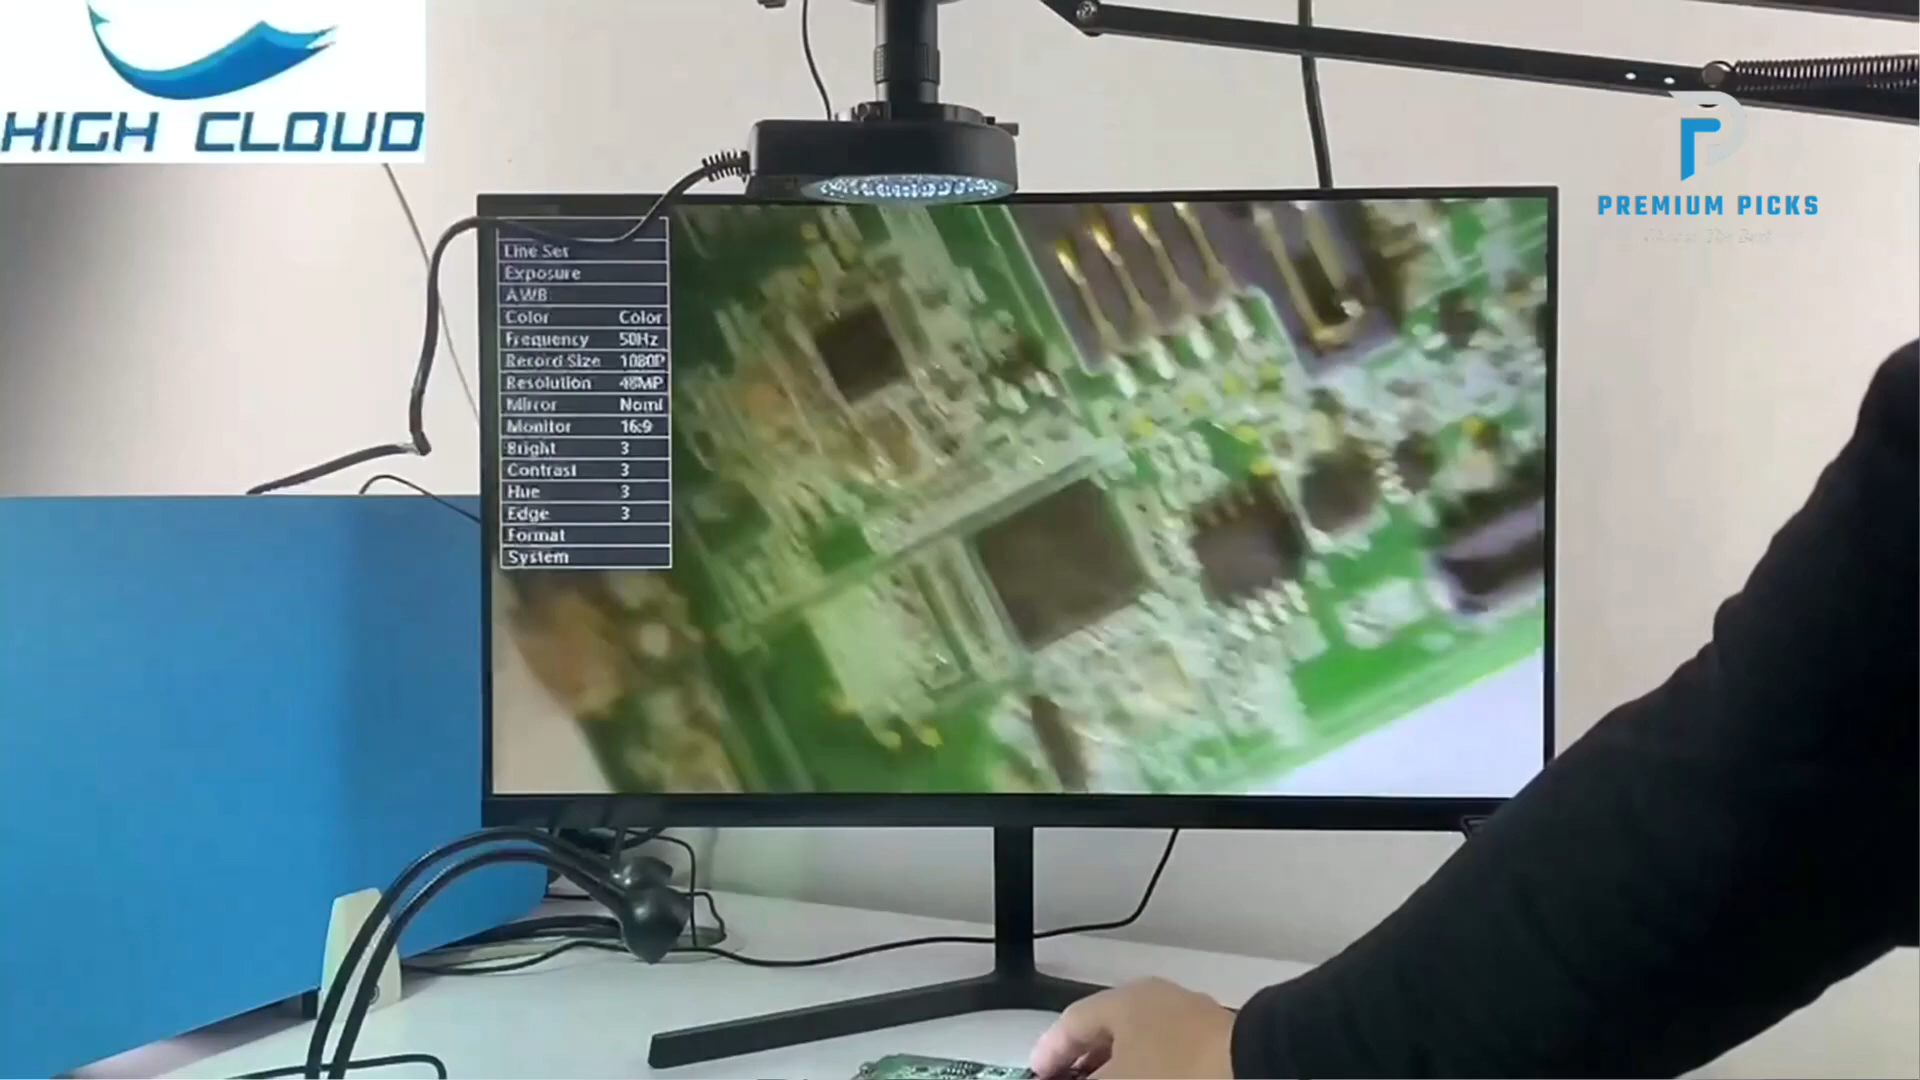 HIGH CLOUD
PREMIUM PICKS
Line Set
Exposure
AWB
Color Color
Frequency 50Hz
Record Size 1080P
Resolution 48MP
Mirror Noml
Monitor 16:9
Bright 3
Contrast 3
Hue 3
Edge 3
Format
System